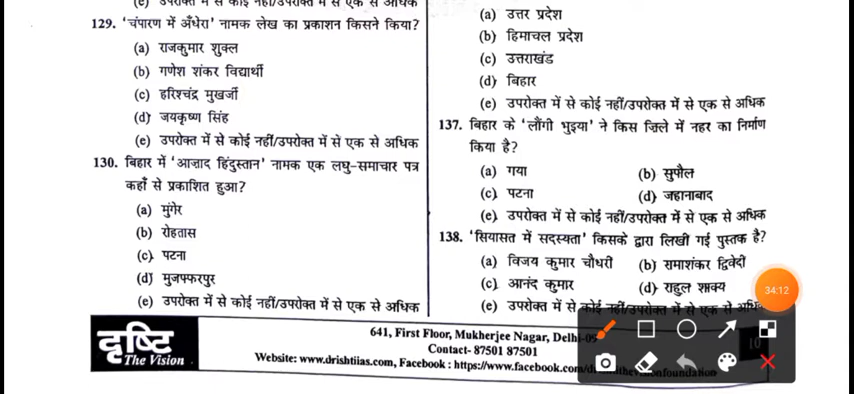 129. 'चंपारण में अँधेरा' नामक लेख का प्रकाशन किसने किया?
(a) राजकुमार शुक्ल
(b) गणेश शंकर विद्यार्थी
(c) हरिश्चंद्र मुखर्जी
(d) जयकृष्ण सिंह
(e) उपरोक्त में से कोई नहीं/उपरोक्त में से एक से अधिक
130. बिहार में 'आज़ाद हिंदुस्तान' नामक एक लघु-समाचार पत्र
कहाँ से प्रकाशित हुआ?
(a) मुंगेर
(b) रोहतास
(c) पटना
(d) मुजफ्फरपुर
(e) उपरोक्त में से कोई नहीं/उपरोक्त में से एक से अधिक
(a) उत्तर प्रदेश
(b) हिमाचल प्रदेश
(c) उत्तराखंड
(d) बिहार
(e) उपरोक्त में से कोई नहीं/उपरोक्त में से एक से अधिक
137. बिहार के 'लौंगी भुइया' ने किस ज़िले में नहर का निर्माण
किया है?
(a) गया (b) सुपौल
(c) पटना (d) जहानाबाद
(e) उपरोक्त में से कोई नहीं/उपरोक्त में से एक से अधिक
138. 'सियासत में सदस्यता' किसके द्वारा लिखी गई पुस्तक है?
(a) विजय कुमार चौधरी (b) रामाशंकर द्विवेदी
(c) आनंद कुमार (d) राहुल शाक्य
(e) उपरोक्त में से कोई नहीं/उपरोक्त में से एक से
34:12
दृष्टि
The Vision
641, First Floor, Mukherjee Nagar, Delhi-09
Contact- 87501 87501
Website: www.drishtiias.com, Facebook : https://www.facebook.com/
10